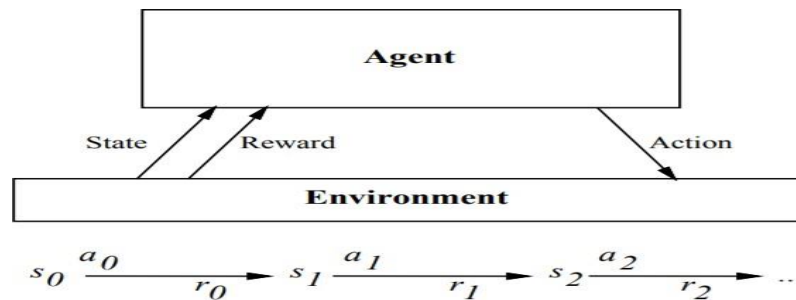 Agent
State Reward Action
Environment
s0 a0 r0 s1 a1 r1 s2 a2 r2 ...